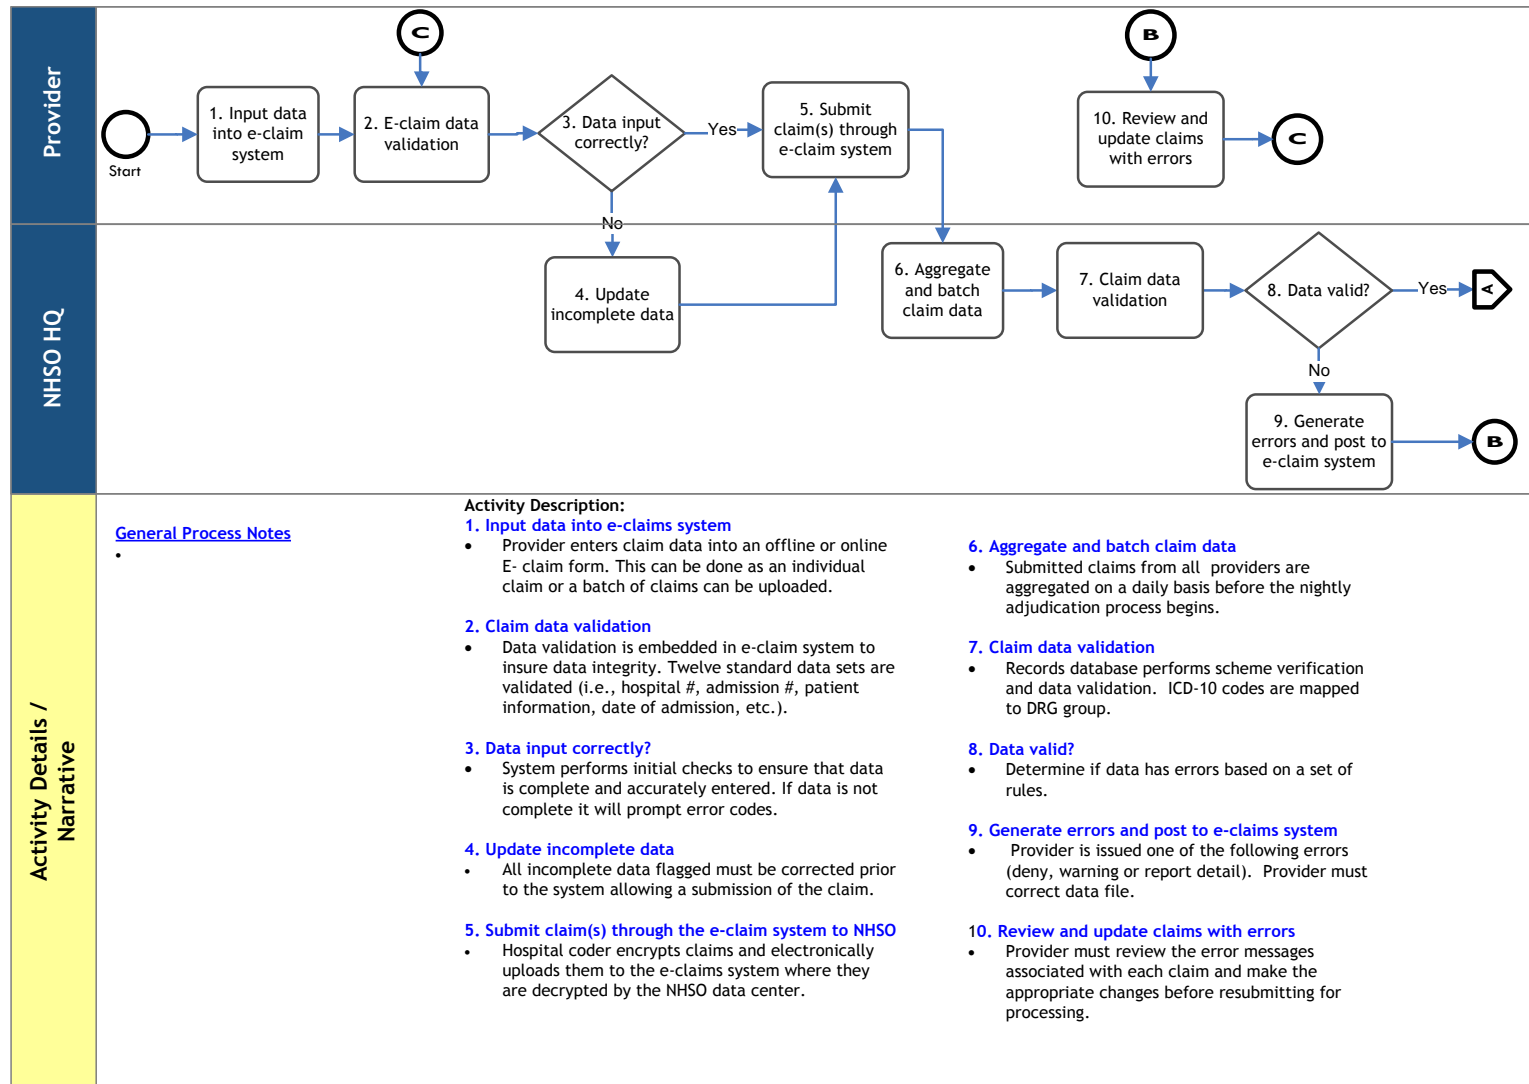 Provider
C
B
Start
1. Input data
into e-claim
system
2. E-claim data
validation
3. Data input
correctly?
Yes
No
5. Submit
claim(s) through
e-claim system
10. Review and
update claims
with errors
C
NHSO HQ
4. Update
incomplete data
6. Aggregate
and batch
claim data
7. Claim data
validation
8. Data valid?
Yes
A
No
9. Generate
errors and post to
e-claim system
B
Activity Details /
Narrative
General Process Notes
•
Activity Description:
1. Input data into e-claims system
• Provider enters claim data into an offline or online
E- claim form. This can be done as an individual
claim or a batch of claims can be uploaded.
2. Claim data validation
• Data validation is embedded in e-claim system to
insure data integrity. Twelve standard data sets are
validated (i.e., hospital #, admission #, patient
information, date of admission, etc.).
3. Data input correctly?
• System performs initial checks to ensure that data
is complete and accurately entered. If data is not
complete it will prompt error codes.
4. Update incomplete data
• All incomplete data flagged must be corrected prior
to the system allowing a submission of the claim.
5. Submit claim(s) through the e-claim system to NHSO
• Hospital coder encrypts claims and electronically
uploads them to the e-claims system where they
are decrypted by the NHSO data center.
6. Aggregate and batch claim data
• Submitted claims from all  providers are
aggregated on a daily basis before the nightly
adjudication process begins.
7. Claim data validation
• Records database performs scheme verification
and data validation.  ICD-10 codes are mapped
to DRG group.
8. Data valid?
• Determine if data has errors based on a set of
rules.
9. Generate errors and post to e-claims system
• Provider is issued one of the following errors
(deny, warning or report detail).  Provider must
correct data file.
10. Review and update claims with errors
• Provider must review the error messages
associated with each claim and make the
appropriate changes before resubmitting for
processing.